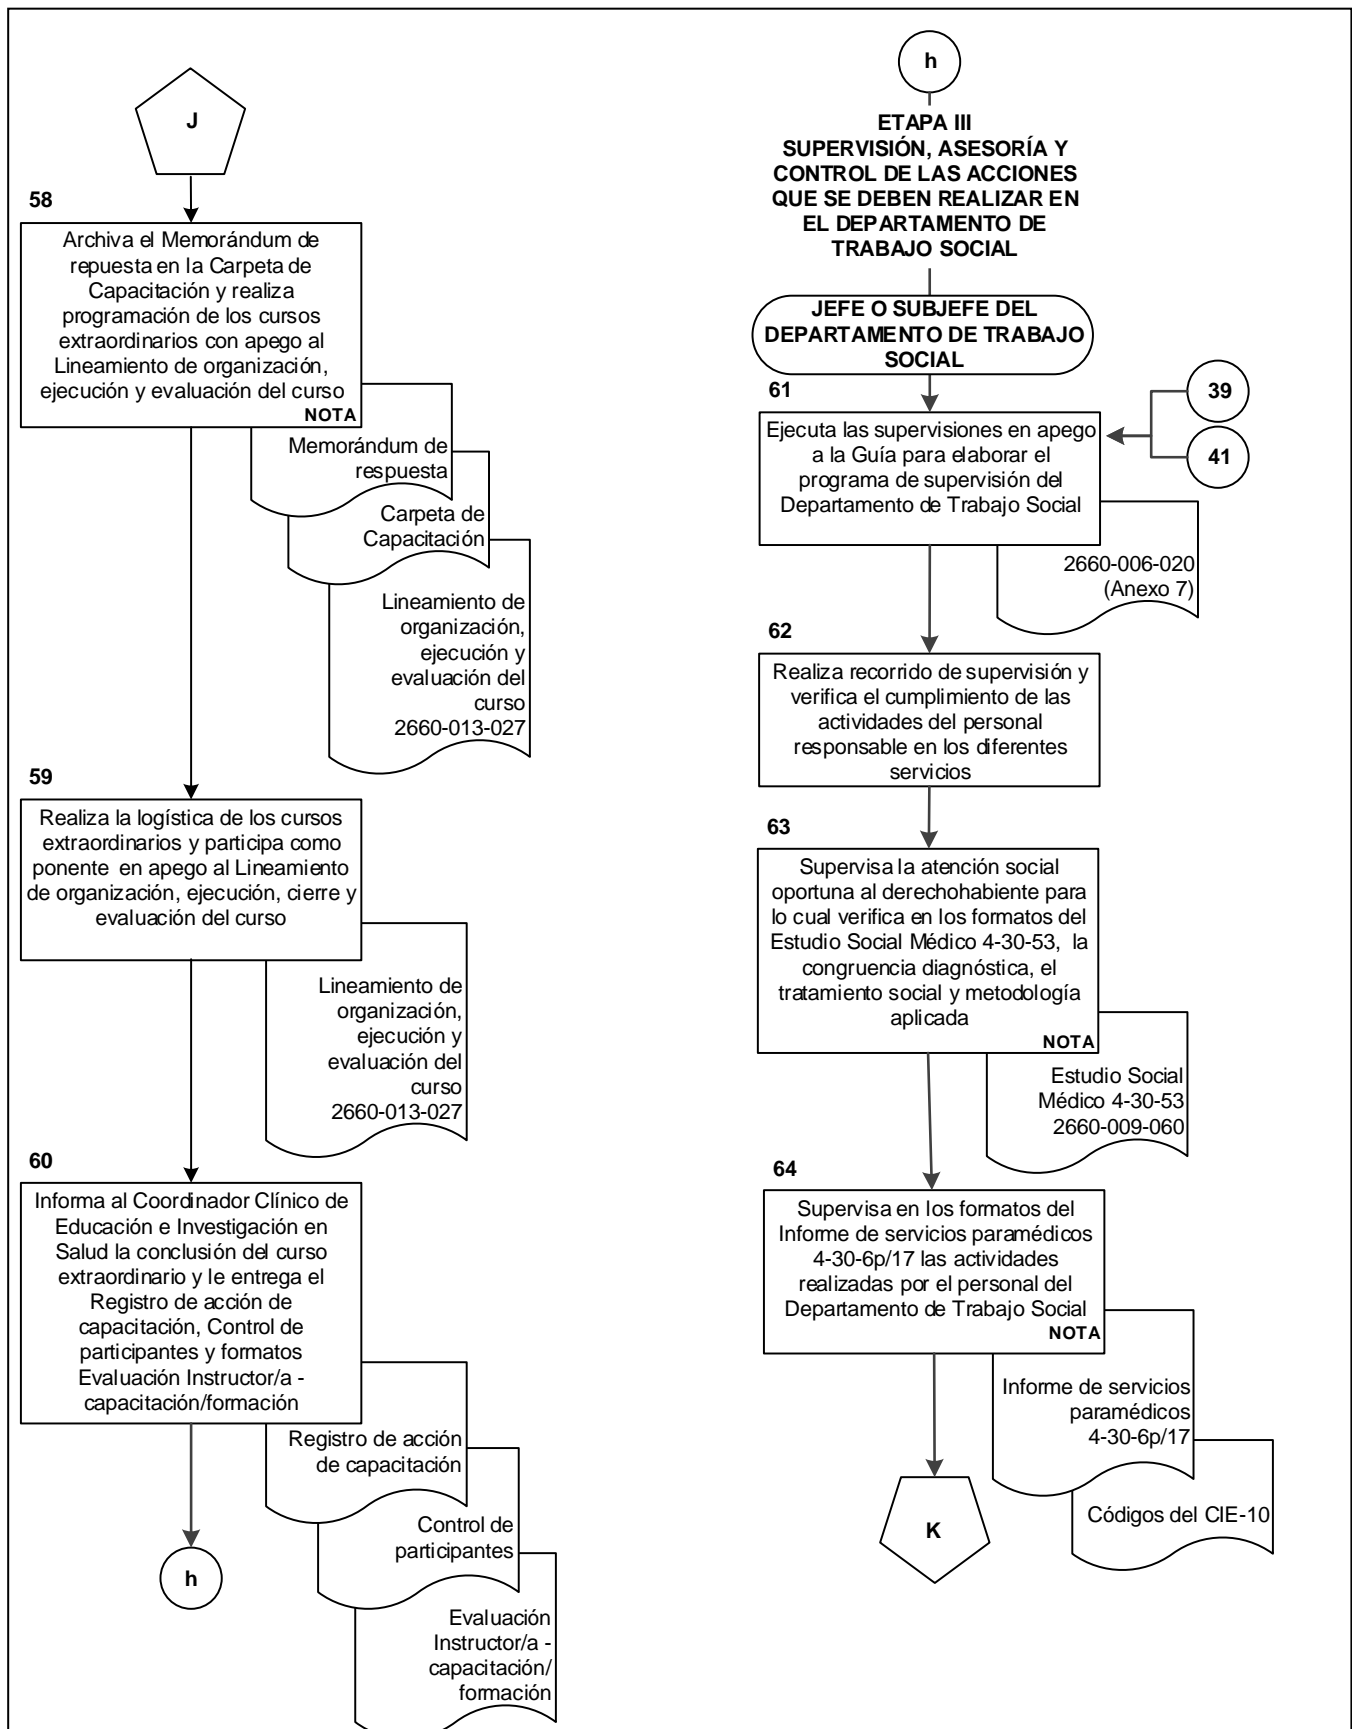 J
58
Archiva el Memorándum de
repuesta en la Carpeta de
Capacitación y realiza
programación de los cursos
extraordinarios con apego al
Lineamiento de organización,
ejecución y evaluación del curso
NOTA
Memorándum de
respuesta
Carpeta de
Capacitación
Lineamiento de
organización,
ejecución y
evaluación del
curso
2660-013-027
59
Realiza la logística de los cursos
extraordinarios y participa como
ponente en apego al Lineamiento
de organización, ejecución, cierre y
evaluación del curso
Lineamiento de
organización,
ejecución y
evaluación del
curso
2660-013-027
60
Informa al Coordinador Clínico de
Educación e Investigación en
Salud la conclusión del curso
extraordinario y le entrega el
Registro de acción de
capacitación, Control de
participantes y formatos
Evaluación Instructor/a -
capacitación/formación
Registro de acción
de capacitación
Control de
participantes
Evaluación
Instructor/a -
capacitación/
formación
h
h
ETAPA III
SUPERVISIÓN, ASESORÍA Y
CONTROL DE LAS ACCIONES
QUE SE DEBEN REALIZAR EN
EL DEPARTAMENTO DE
TRABAJO SOCIAL
JEFE O SUBJEFE DEL
DEPARTAMENTO DE TRABAJO
SOCIAL
61
39
41
Ejecuta las supervisiones en apego
a la Guía para elaborar el
programa de supervisión del
Departamento de Trabajo Social
2660-006-020
(Anexo 7)
62
Realiza recorrido de supervisión y
verifica el cumplimiento de las
actividades del personal
responsable en los diferentes
servicios
63
Supervisa la atención social
oportuna al derechohabiente para
lo cual verifica en los formatos del
Estudio Social Médico 4-30-53, la
congruencia diagnóstica, el
tratamiento social y metodología
aplicada
NOTA
Estudio Social
Médico 4-30-53
2660-009-060
64
Supervisa en los formatos del
Informe de servicios paramédicos
4-30-6p/17 las actividades
realizadas por el personal del
Departamento de Trabajo Social
NOTA
Informe de servicios
paramédicos
4-30-6p/17
Códigos del CIE-10
K